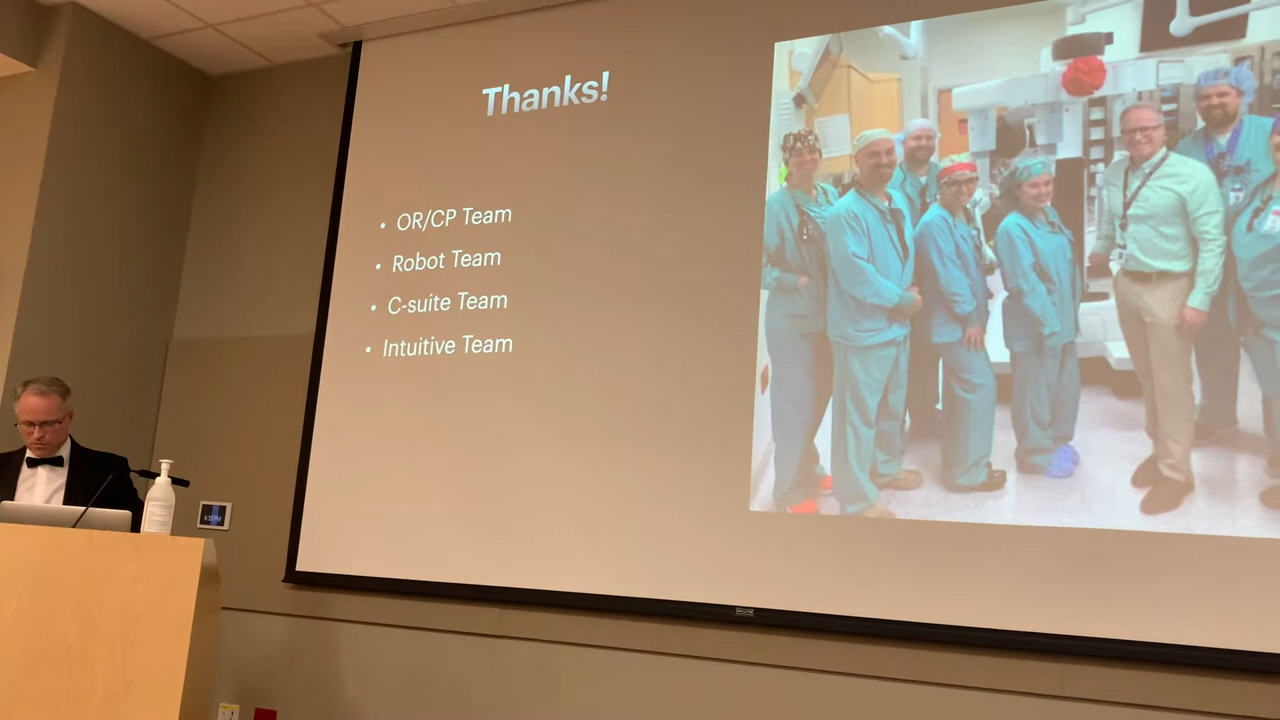 Thanks!
• OR/CP Team
• Robot Team
• C-suite Team
• Intuitive Team